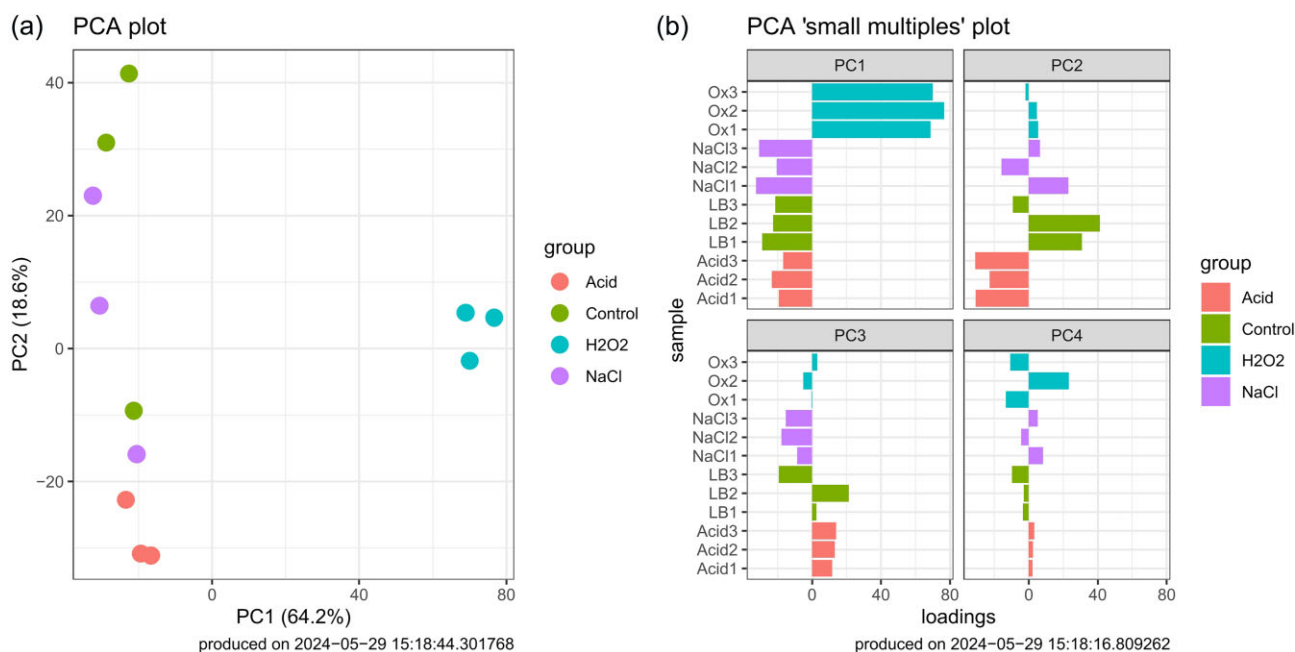 (a) PCA plot
40
20
0
−20
PC2 (18.6%)
0 40 80
PC1 (64.2%)
produced on 2024−05−29 15:18:44.301768
group
Acid
Control
H2O2
NaCl
(b) PCA 'small multiples' plot
PC1 PC2
Ox3
Ox2
Ox1
NaCl3
NaCl2
NaCl1
LB3
LB2
LB1
Acid3
Acid2
Acid1
sample
PC3 PC4
Ox3
Ox2
Ox1
NaCl3
NaCl2
NaCl1
LB3
LB2
LB1
Acid3
Acid2
Acid1
0 40 80 0 40 80
loadings
produced on 2024−05−29 15:18:16.809262
group
Acid
Control
H2O2
NaCl